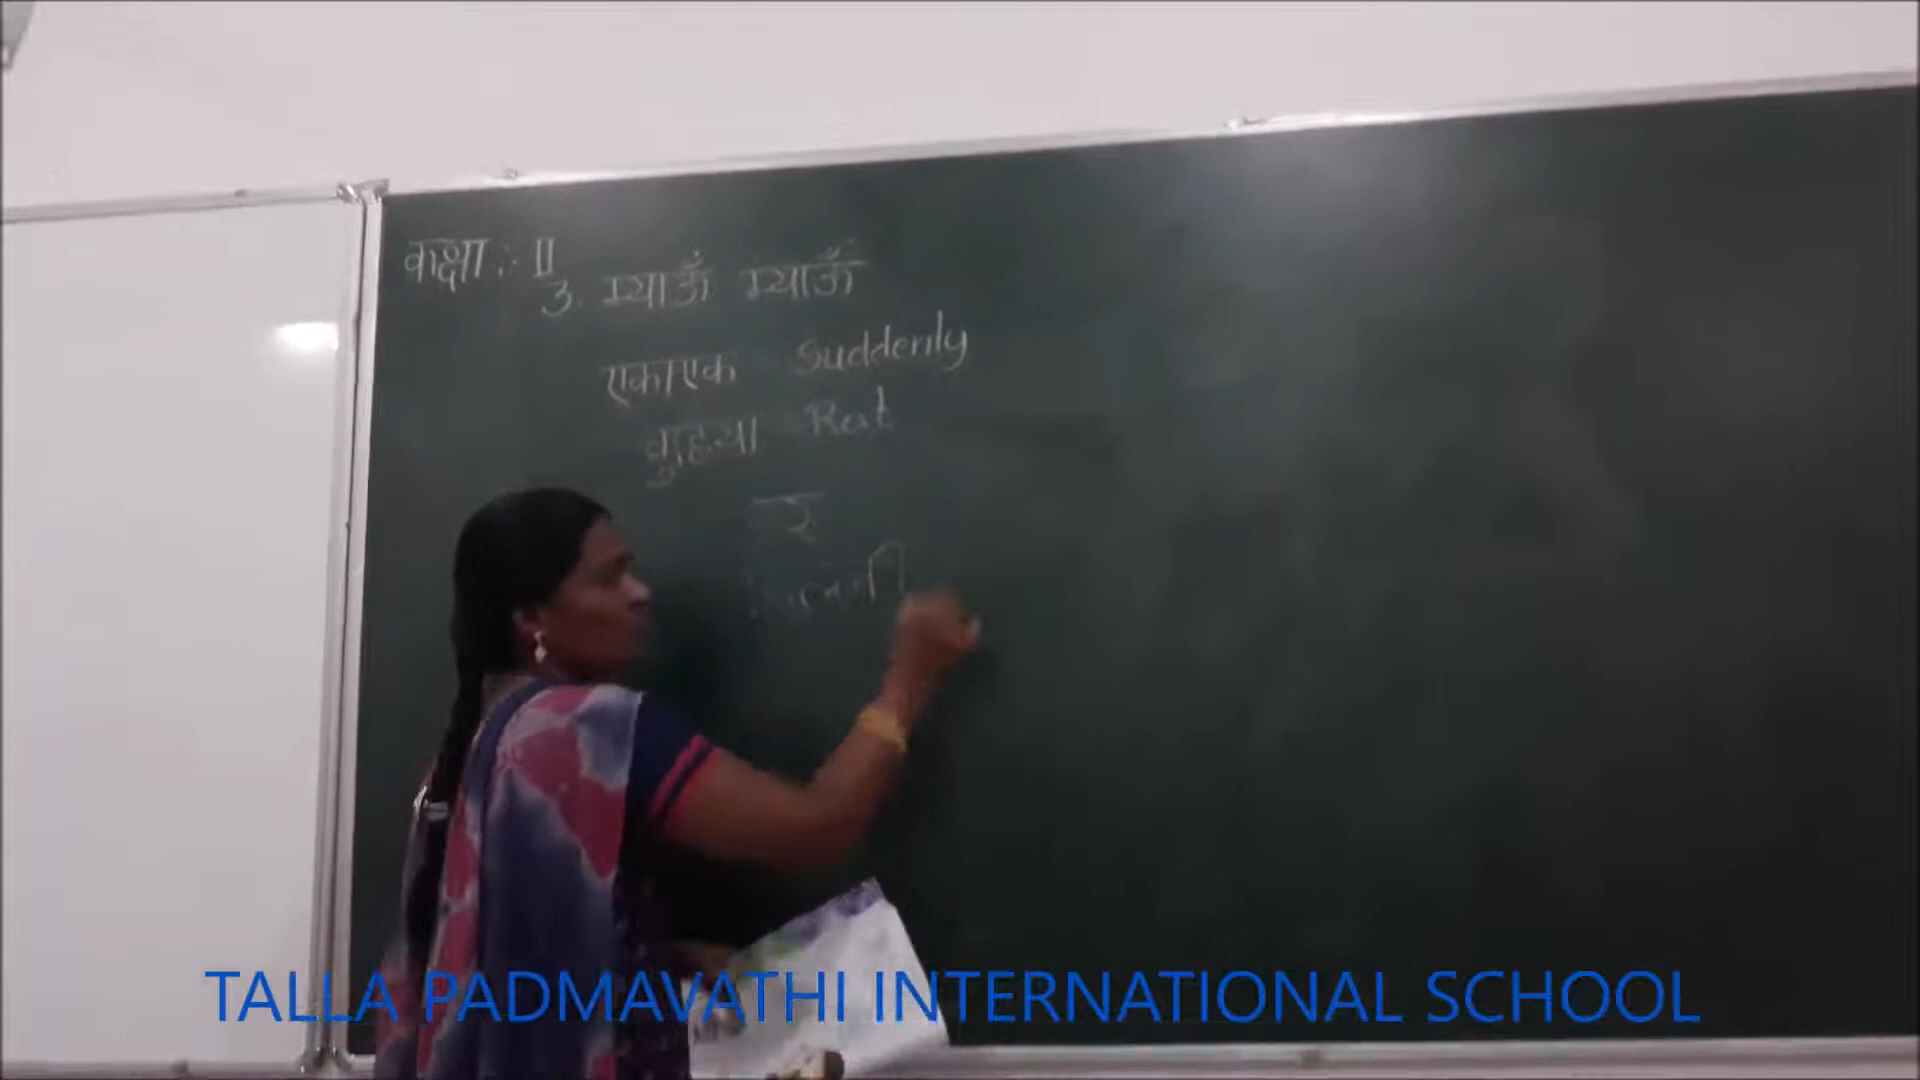 कक्षा :- II
3. म्याऊँ म्याऊँ
एकाएक Suddenly
Rat
TALLA PADMAVATHI INTERNATIONAL SCHOOL